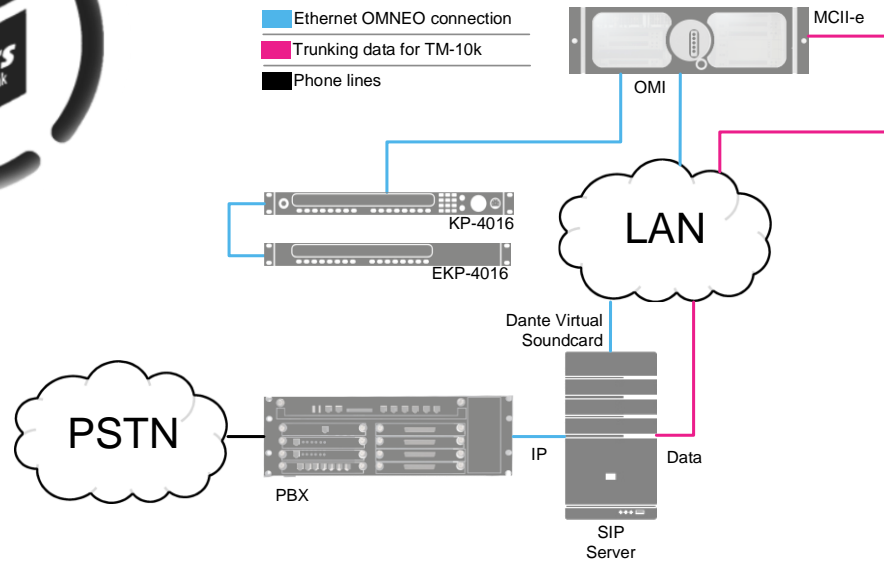 Ethernet OMNEO connection
Trunking data for TM-10k
Phone lines
MCII-e
OMI
KP-4016
EKP-4016
LAN
Dante Virtual
Soundcard
PSTN
PBX
IP
Data
SIP
Server